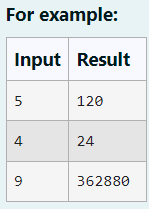 For example:
Input Result
5 120
4 24
9 362880